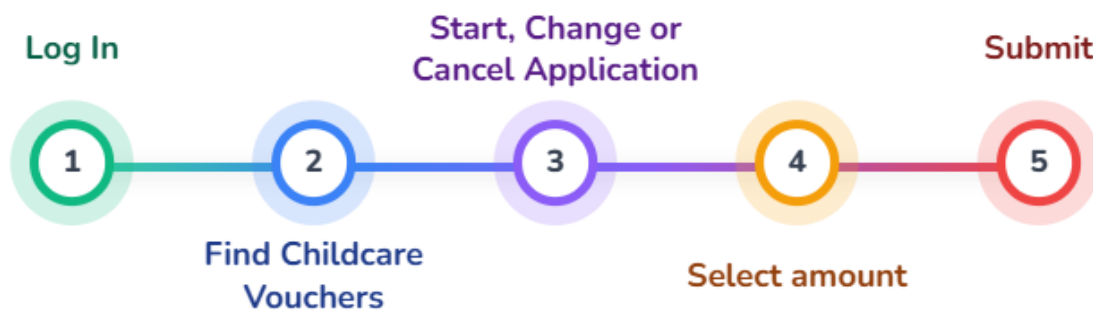 Log In
Start, Change or
Cancel Application
Submit
1
2
3
4
5
Find Childcare
Vouchers
Select amount